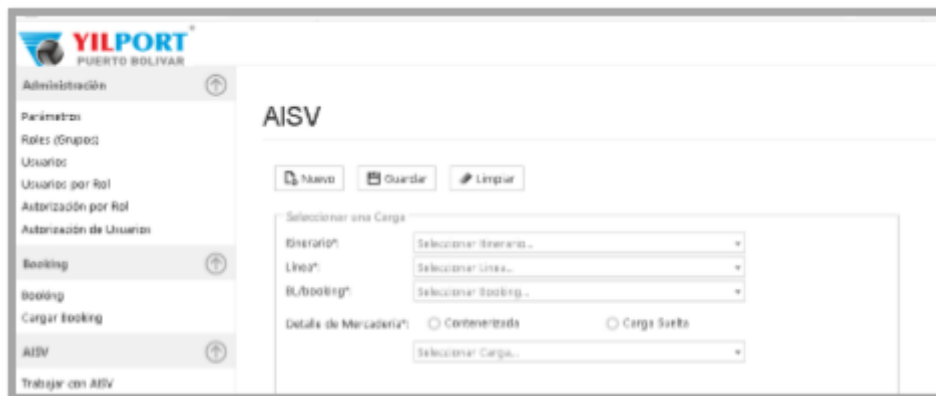 YILPORT
PUERTO BOLIVAR
Administración
Parámetros
Roles (Grupos)
Usuarios
Usuarios por Rol
Autorización por Rol
Autorización de Usuarios
Booking
Booking
Cargar Booking
AISV
Trabajar con AISV
AISV
Nuevo Guardar Limpiar
Seleccionar una Carga
Itinerario*: Seleccionar Itinerario...
Línea*: Seleccionar Linea...
BL/booking*: Seleccionar Booking...
Detalle de Mercadería*: Contenerizada Carga Suelta
Seleccionar Carga...